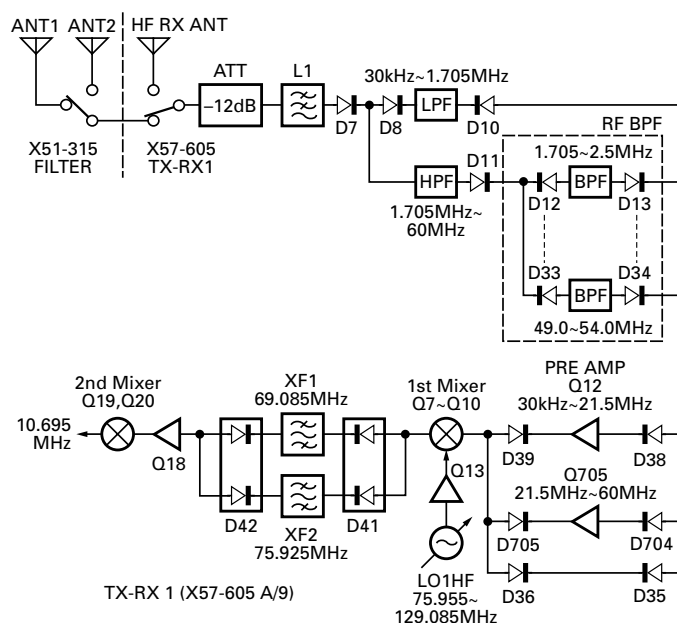 ANT1 ANT2 HF RX ANT
ATT
L1
30kHz~1.705MHz
–12dB
LPF
D7
D8
D10
RF BPF
X51-315
FILTER
X57-605
TX-RX1
D11
1.705~2.5MHz
HPF
BPF
D12
D13
1.705MHz~
60MHz
D33
D34
BPF
49.0~54.0MHz
2nd Mixer
Q19,Q20
XF1
69.085MHz
1st Mixer
Q7~Q10
PRE AMP
Q12
30kHz~21.5MHz
10.695
MHz
Q18
Q13
D39
D38
Q705
21.5MHz~60MHz
D42
XF2
75.925MHz
D41
D705
D704
LO1HF
75.955~
129.085MHz
D36
D35
TX-RX 1 (X57-605 A/9)